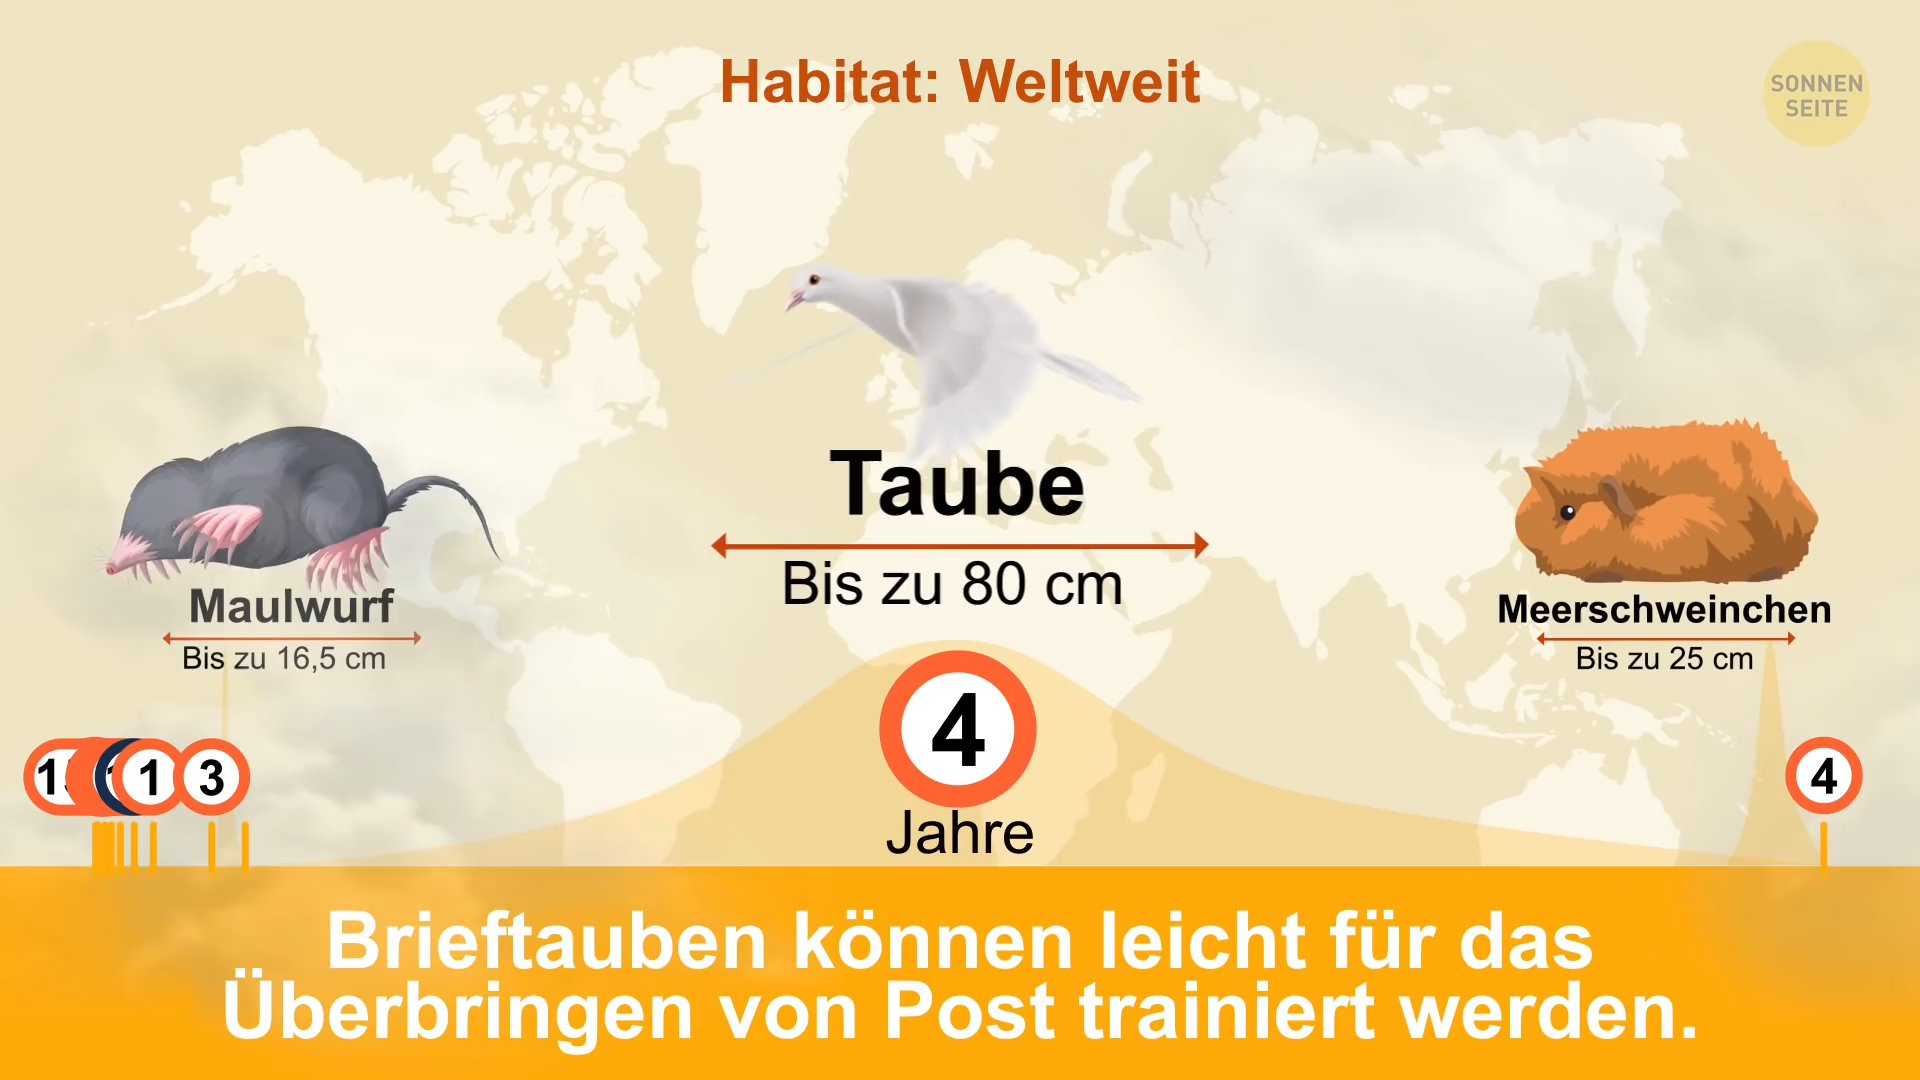 Habitat: Weltweit
SONNEN
SEITE
Taube
Bis zu 80 cm
Maulwurf
Bis zu 16,5 cm
Meerschweinchen
Bis zu 25 cm
1
3
4
Jahre
4
Brieftauben können leicht für das
Überbringen von Post trainiert werden.